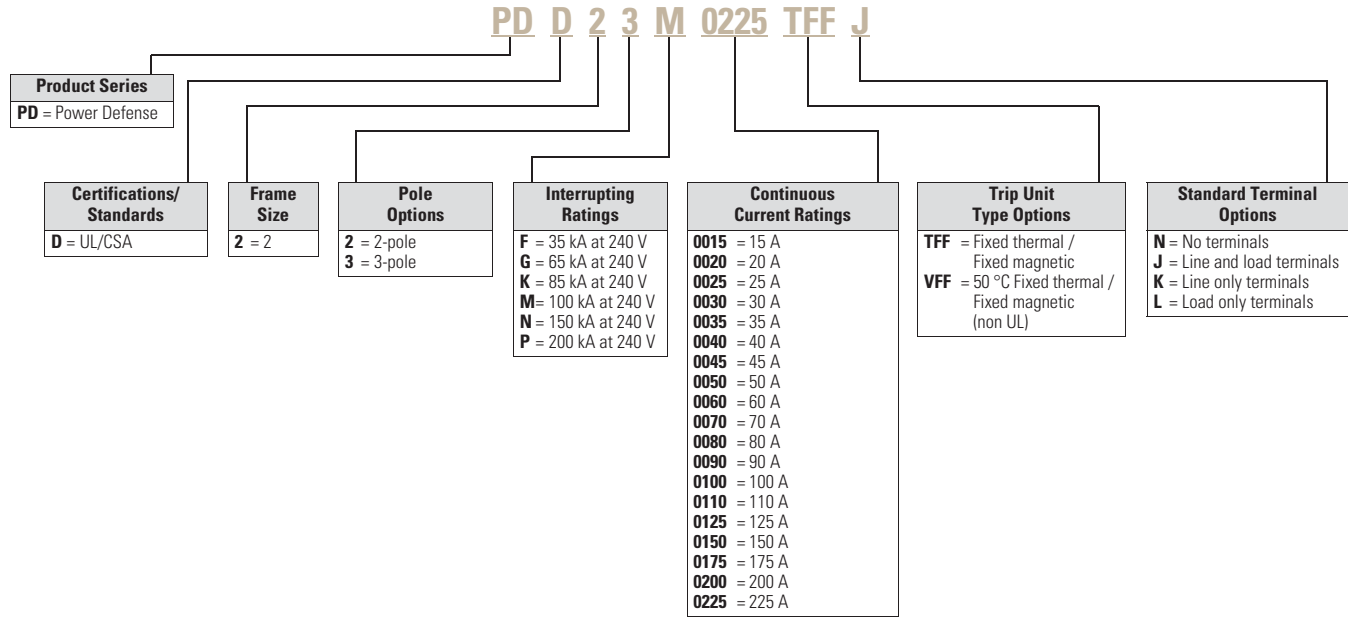 PD D 2 3 M 0225 TFF J
Product Series
PD = Power Defense
Certifications/
Standards
D = UL/CSA
Frame
Size
2 = 2
Pole
Options
2 = 2-pole
3 = 3-pole
Interrupting
Ratings
F = 35 kA at 240 V
G = 65 kA at 240 V
K = 85 kA at 240 V
M= 100 kA at 240 V
N = 150 kA at 240 V
P = 200 kA at 240 V
Continuous
Current Ratings
0015 = 15 A
0020 = 20 A
0025 = 25 A
0030 = 30 A
0035 = 35 A
0040 = 40 A
0045 = 45 A
0050 = 50 A
0060 = 60 A
0070 = 70 A
0080 = 80 A
0090 = 90 A
0100 = 100 A
0110 = 110 A
0125 = 125 A
0150 = 150 A
0175 = 175 A
0200 = 200 A
0225 = 225 A
Trip Unit
Type Options
TFF = Fixed thermal /
Fixed magnetic
VFF = 50 °C Fixed thermal /
Fixed magnetic
(non UL)
Standard Terminal
Options
N = No terminals
J = Line and load terminals
K = Line only terminals
L = Load only terminals